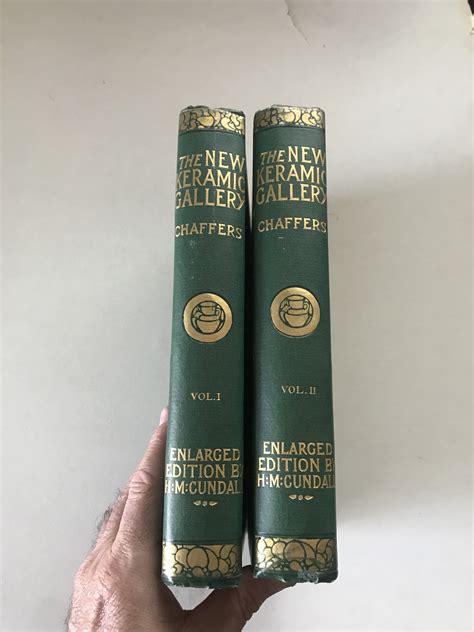 THE NEW
KERAMIC
GALLERY
CHAFFERS
VOL. I
ENLARGED
EDITION BY
H·M·CUNDALL
THE NEW
KERAMIC
GALLERY
CHAFFERS
VOL. II
ENLARGED
EDITION BY
H·M·CUNDALL